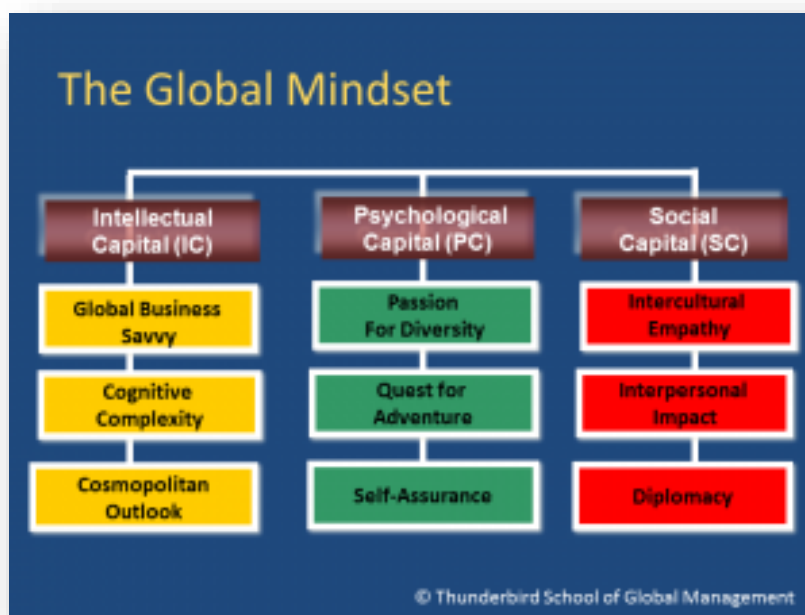 The Global Mindset
Intellectual
Capital (IC)
Global Business
Savvy
Cognitive
Complexity
Cosmopolitan
Outlook
Psychological
Capital (PC)
Passion
For Diversity
Quest for
Adventure
Self-Assurance
Social
Capital (SC)
Intercultural
Empathy
Interpersonal
Impact
Diplomacy
© Thunderbird School of Global Management